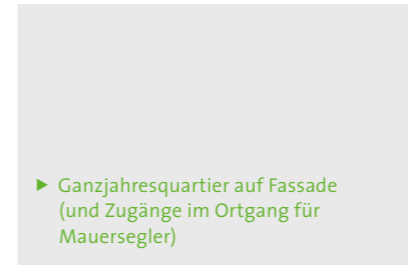 ▶ Ganzjahresquartier auf Fassade
(und Zugänge im Ortgang für
Mauersegler)